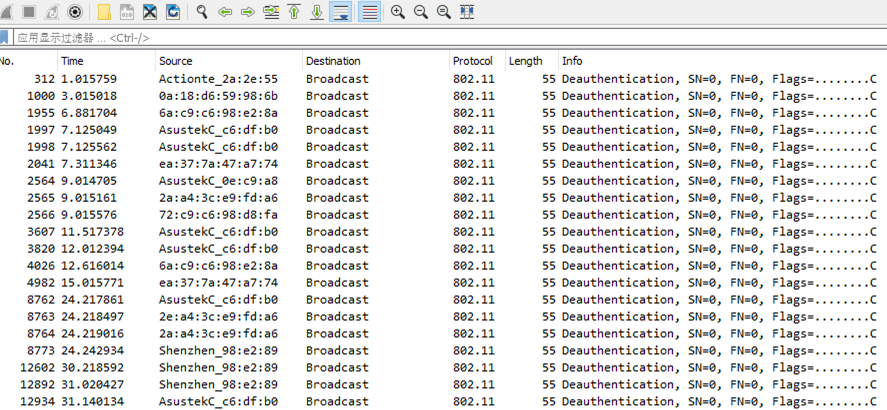 应用显示过滤器 … <Ctrl-/>
No. Time Source Destination Protocol Length Info
312 1.015759 Actionte_2a:2e:55 Broadcast 802.11 55 Deauthentication, SN=0, FN=0, Flags=........C
1000 3.015018 0a:18:d6:59:98:6b Broadcast 802.11 55 Deauthentication, SN=0, FN=0, Flags=........C
1955 6.881704 6a:c9:c6:98:e2:8a Broadcast 802.11 55 Deauthentication, SN=0, FN=0, Flags=........C
1997 7.125049 AsustekC_c6:df:b0 Broadcast 802.11 55 Deauthentication, SN=0, FN=0, Flags=........C
1998 7.125562 AsustekC_c6:df:b0 Broadcast 802.11 55 Deauthentication, SN=0, FN=0, Flags=........C
2041 7.311346 ea:37:7a:47:a7:74 Broadcast 802.11 55 Deauthentication, SN=0, FN=0, Flags=........C
2564 9.014705 AsustekC_0e:c9:a8 Broadcast 802.11 55 Deauthentication, SN=0, FN=0, Flags=........C
2565 9.015161 2a:a4:3c:e9:fd:a6 Broadcast 802.11 55 Deauthentication, SN=0, FN=0, Flags=........C
2566 9.015576 72:c9:c6:98:d8:fa Broadcast 802.11 55 Deauthentication, SN=0, FN=0, Flags=........C
3607 11.517378 AsustekC_c6:df:b0 Broadcast 802.11 55 Deauthentication, SN=0, FN=0, Flags=........C
3820 12.012394 AsustekC_c6:df:b0 Broadcast 802.11 55 Deauthentication, SN=0, FN=0, Flags=........C
4026 12.616014 6a:c9:c6:98:e2:8a Broadcast 802.11 55 Deauthentication, SN=0, FN=0, Flags=........C
4982 15.015771 ea:37:7a:47:a7:74 Broadcast 802.11 55 Deauthentication, SN=0, FN=0, Flags=........C
8762 24.217861 AsustekC_c6:df:b0 Broadcast 802.11 55 Deauthentication, SN=0, FN=0, Flags=........C
8763 24.218497 2e:a4:3c:e9:fd:a6 Broadcast 802.11 55 Deauthentication, SN=0, FN=0, Flags=........C
8764 24.219016 2a:a4:3c:e9:fd:a6 Broadcast 802.11 55 Deauthentication, SN=0, FN=0, Flags=........C
8773 24.242934 Shenzhen_98:e2:89 Broadcast 802.11 55 Deauthentication, SN=0, FN=0, Flags=........C
12602 30.218592 Shenzhen_98:e2:89 Broadcast 802.11 55 Deauthentication, SN=0, FN=0, Flags=........C
12892 31.020427 Shenzhen_98:e2:89 Broadcast 802.11 55 Deauthentication, SN=0, FN=0, Flags=........C
12934 31.140134 AsustekC_c6:df:b0 Broadcast 802.11 55 Deauthentication, SN=0, FN=0, Flags=........C